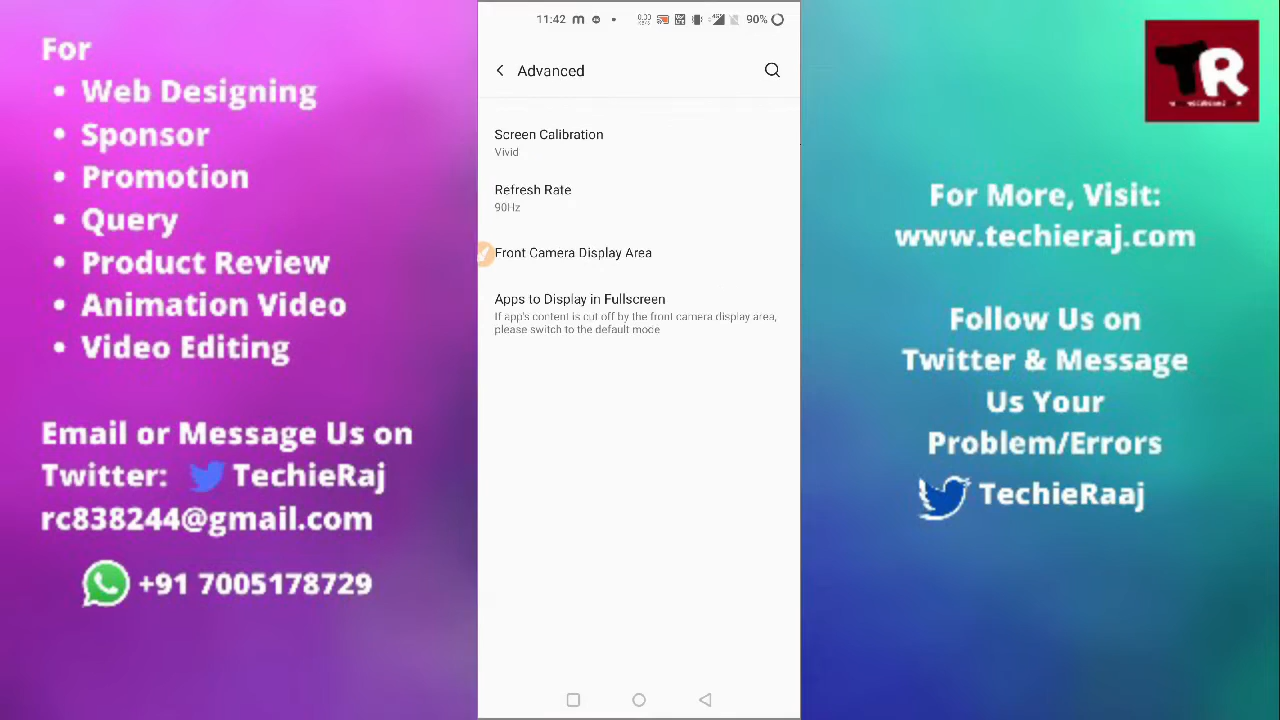 For
• Web Designing
• Sponsor
• Promotion
• Query
• Product Review
• Animation Video
• Video Editing
Email or Message Us on
Twitter: TechieRaj
rc838244@gmail.com
+91 7005178729
11:42 90%
Advanced
Screen Calibration
Vivid
Refresh Rate
90Hz
Front Camera Display Area
Apps to Display in Fullscreen
If app's content is cut off by the front camera display area,
please switch to the default mode
TR
For More, Visit:
www.techieraj.com
Follow Us on
Twitter & Message
Us Your
Problem/Errors
TechieRaaj